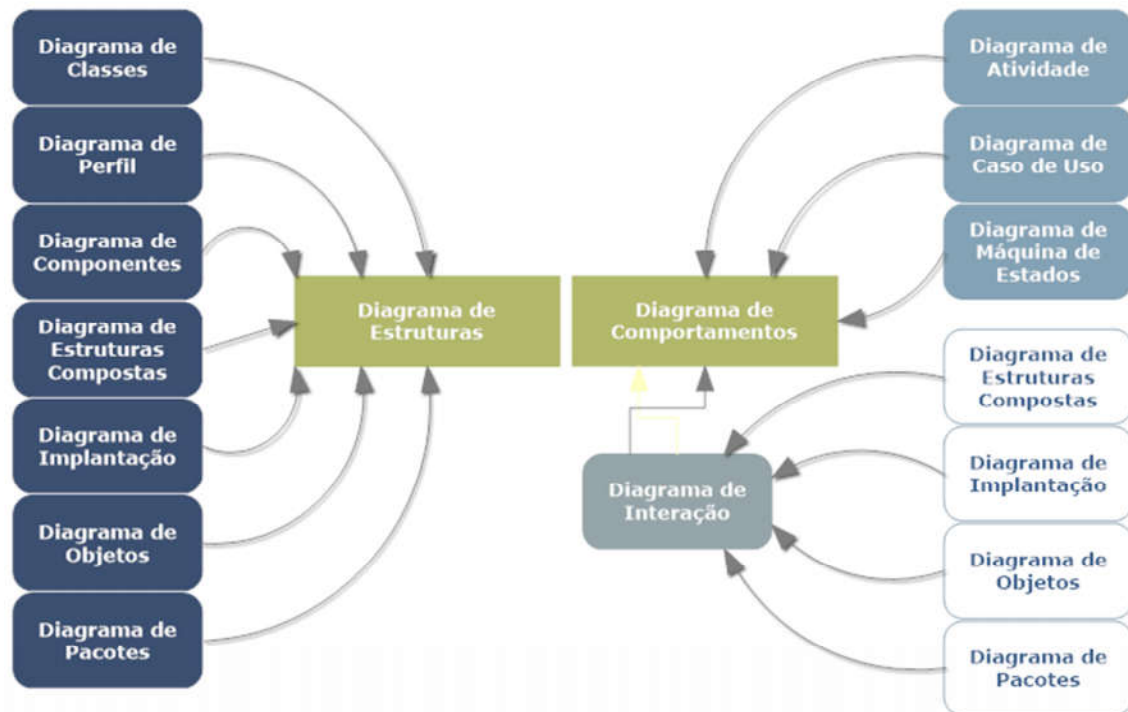 Diagrama de
Classes
Diagrama de
Perfil
Diagrama de
Componentes
Diagrama de
Estruturas
Compostas
Diagrama de
Implantação
Diagrama de
Objetos
Diagrama de
Pacotes
Diagrama de
Estruturas
Diagrama de
Comportamentos
Diagrama de
Interação
Diagrama de
Atividade
Diagrama de
Caso de Uso
Diagrama de
Máquina de
Estados
Diagrama de
Estruturas
Compostas
Diagrama de
Implantação
Diagrama de
Objetos
Diagrama de
Pacotes